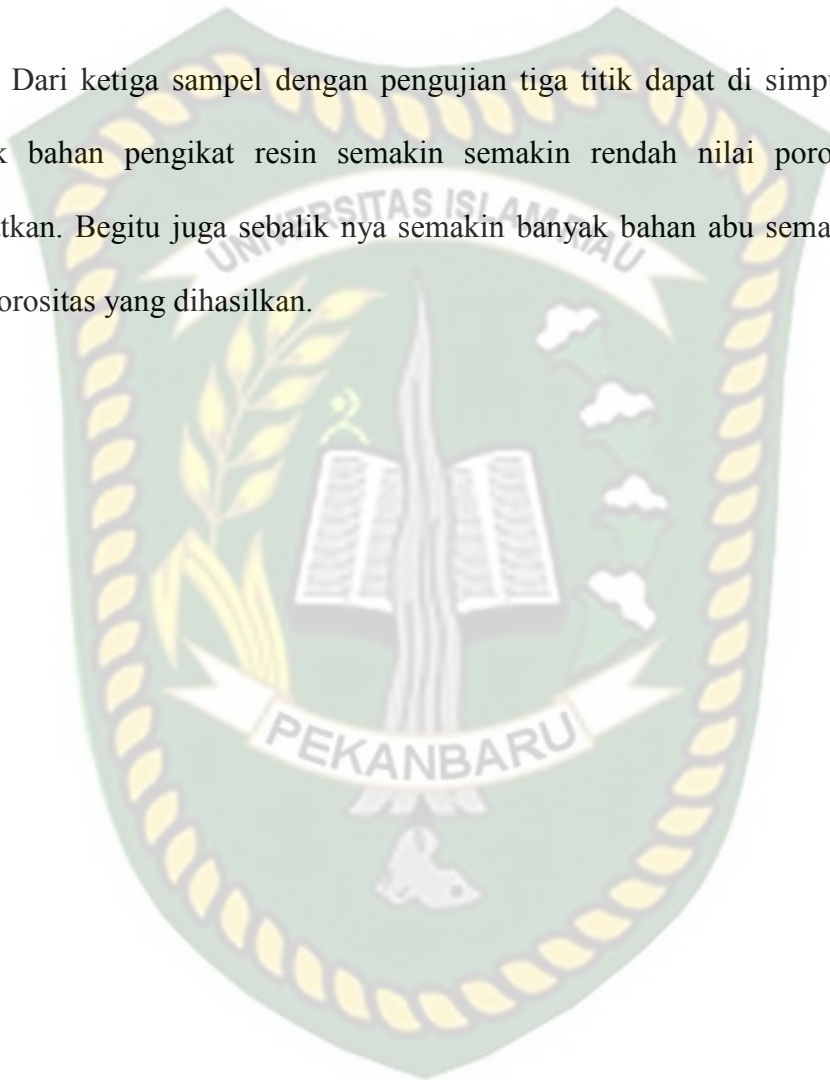 Dari ketiga sampel dengan pengujian tiga titik dapat di simpu
k bahan pengikat resin semakin semakin rendah nilai poro
atkan. Begitu juga sebalik nya semakin banyak bahan abu sema
orositas yang dihasilkan.
UNIVERSITAS ISLAM RIAU
PEKANBARU